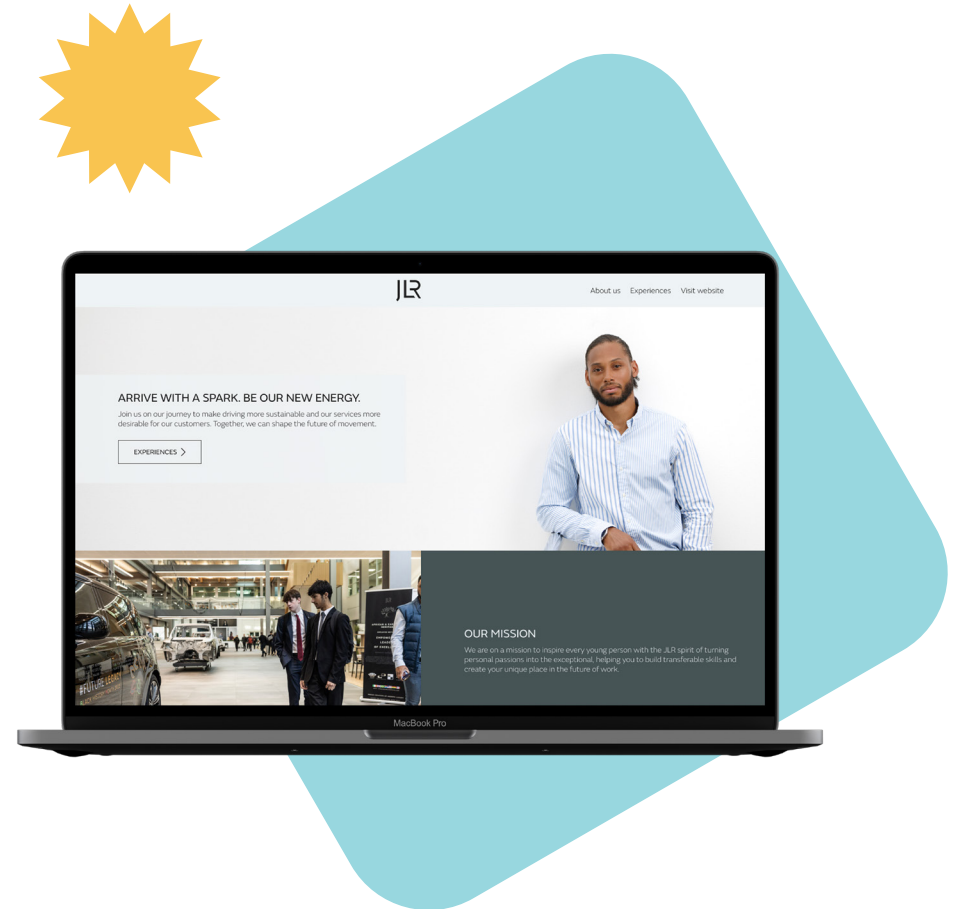 JLR
About us Experiences Visit website
ARRIVE WITH A SPARK. BE OUR NEW ENERGY.
Join us on our journey to make driving more sustainable and our services more
desirable for our customers. Together, we can shape the future of movement.
EXPERIENCES
#FUTURE LEGACY
OUR MISSION
We are on a mission to inspire every young person with the JLR spirit of turning
personal passions into the exceptional, helping you to build transferable skills and
create your unique place in the future of work.
MacBook Pro